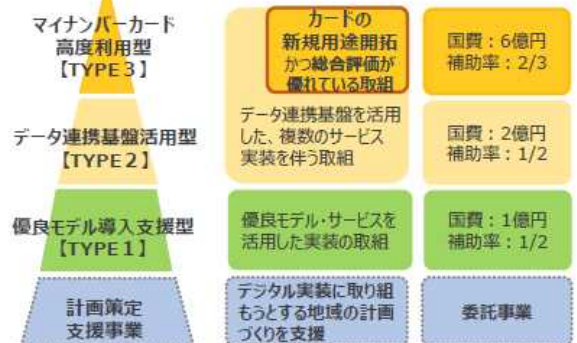 マイナンバーカード
高度利用型
【TYPE3】
カードの
新規用途開拓
かつ総合評価が
優れている取組
国費：6億円
補助率：2/3
データ連携基盤活用型
【TYPE2】
データ連携基盤を活用
した、複数のサービス
実装を伴う取組
国費：2億円
補助率：1/2
優良モデル導入支援型
【TYPE1】
優良モデル・サービスを
活用した実装の取組
国費：1億円
補助率：1/2
計画策定
支援事業
デジタル実装に取り組
もうとする地域の計画
づくりを支援
委託事業